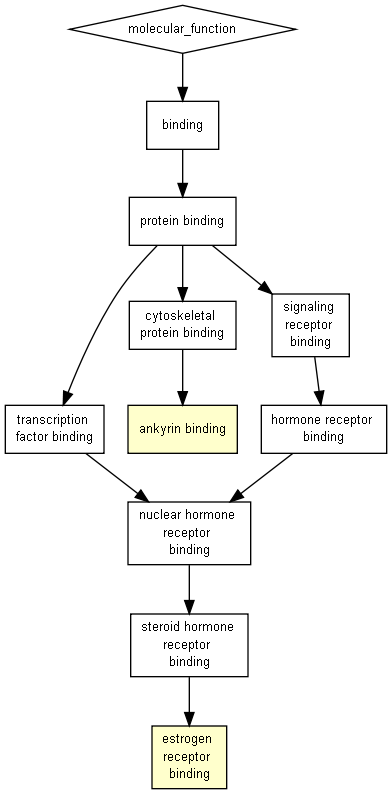 molecular_function
binding
protein binding
cytoskeletal
protein binding
signaling
receptor
binding
transcription
factor binding
ankyrin binding
hormone receptor
binding
nuclear hormone
receptor
binding
steroid hormone
receptor
binding
estrogen
receptor
binding